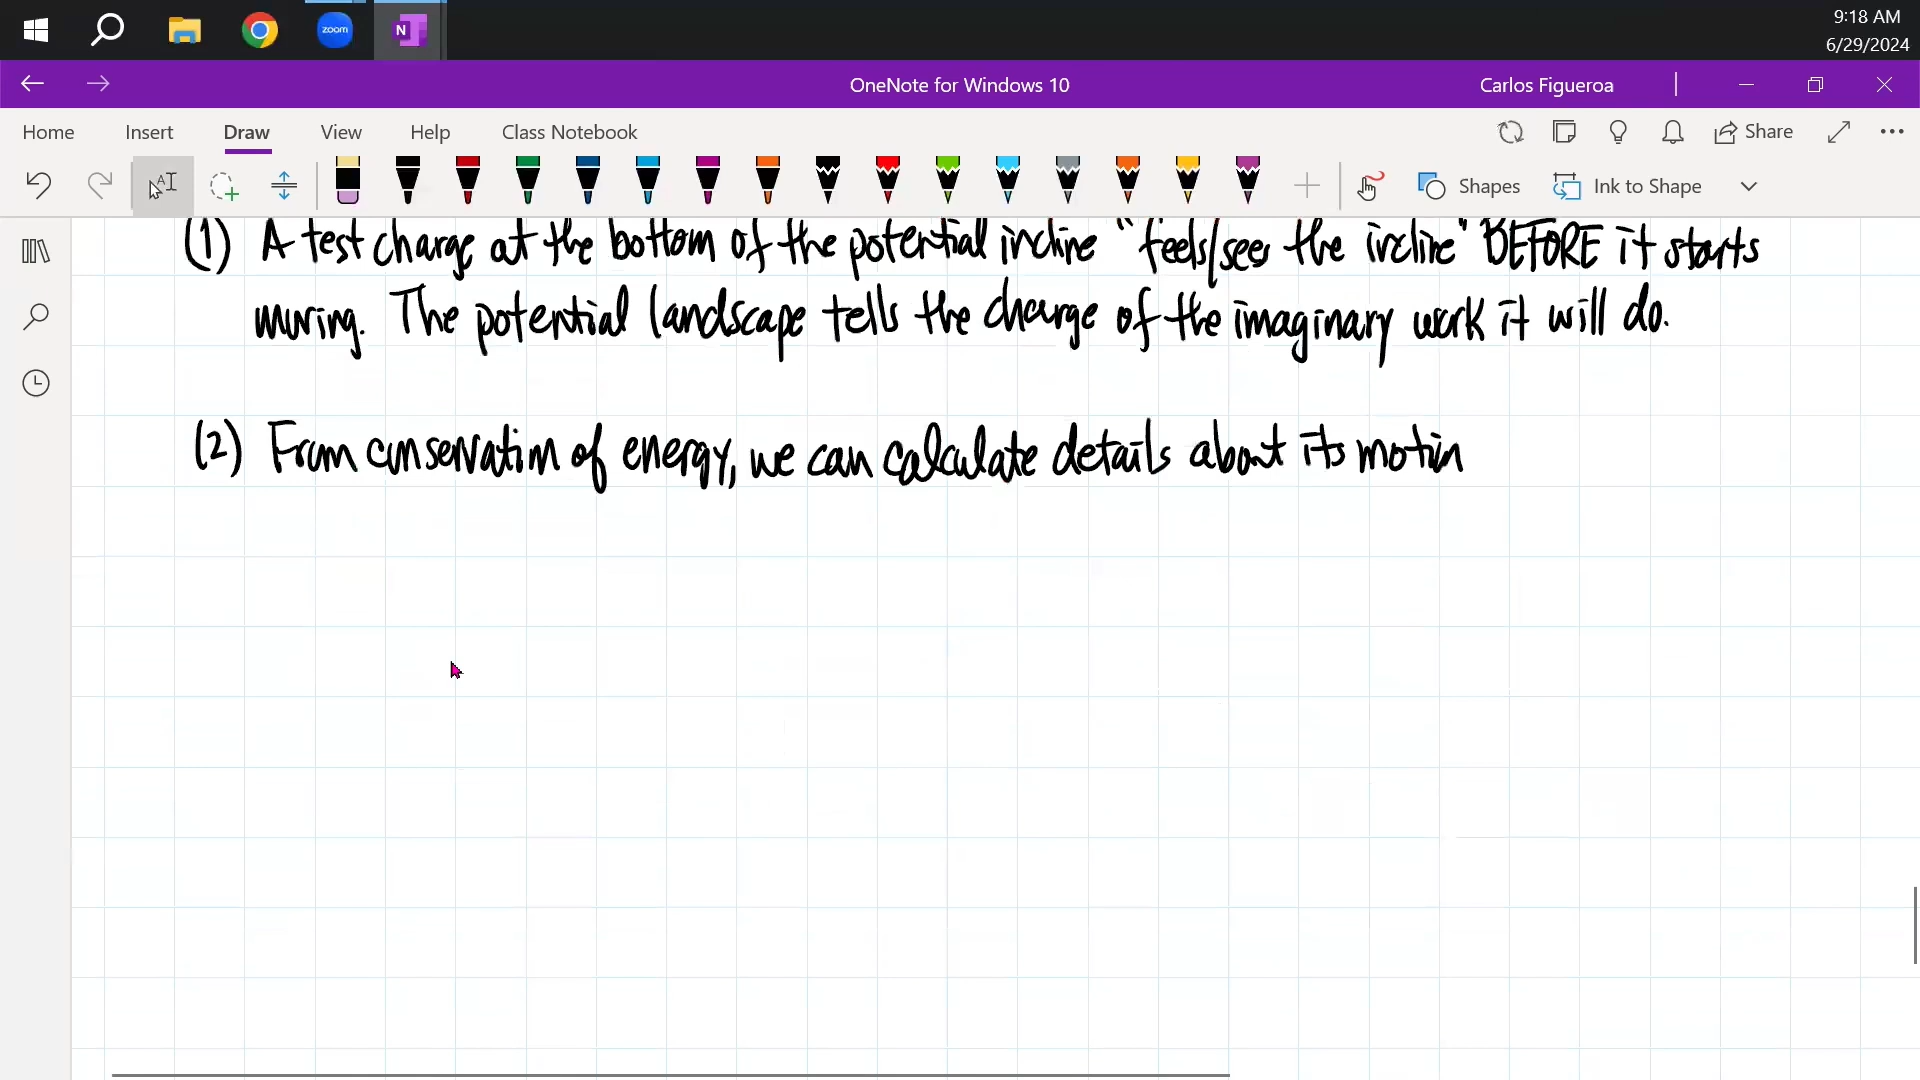 9:18 AM
zoom
N
6/29/2024
OneNote for Windows 10
Carlos Figueroa
Home Insert Draw View Help Class Notebook
Share
Shapes
Ink to Shape
(1) A test charge at the bottom of the potential incline "feels/sees the incline" BEFORE it starts
moving. The potential landscape tells the charge of the imaginary work it will do.
(2) From conservation of energy, we can calculate details about its motion